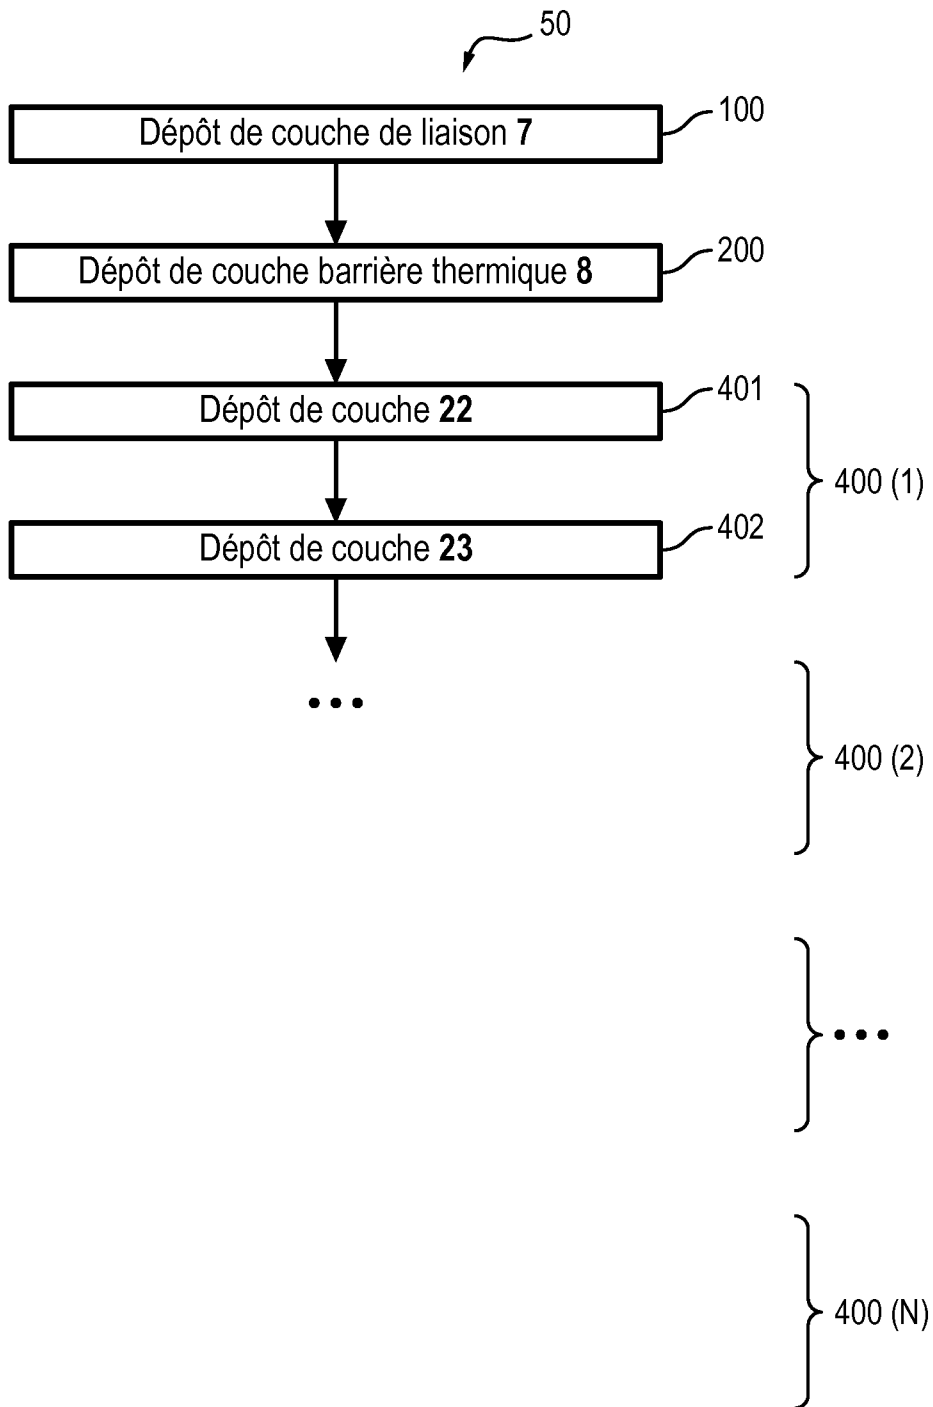 50
Dépôt de couche de liaison 7
100
Dépôt de couche barrière thermique 8
200
Dépôt de couche 22
401
400 (1)
Dépôt de couche 23
402
...
400 (2)
...
400 (N)